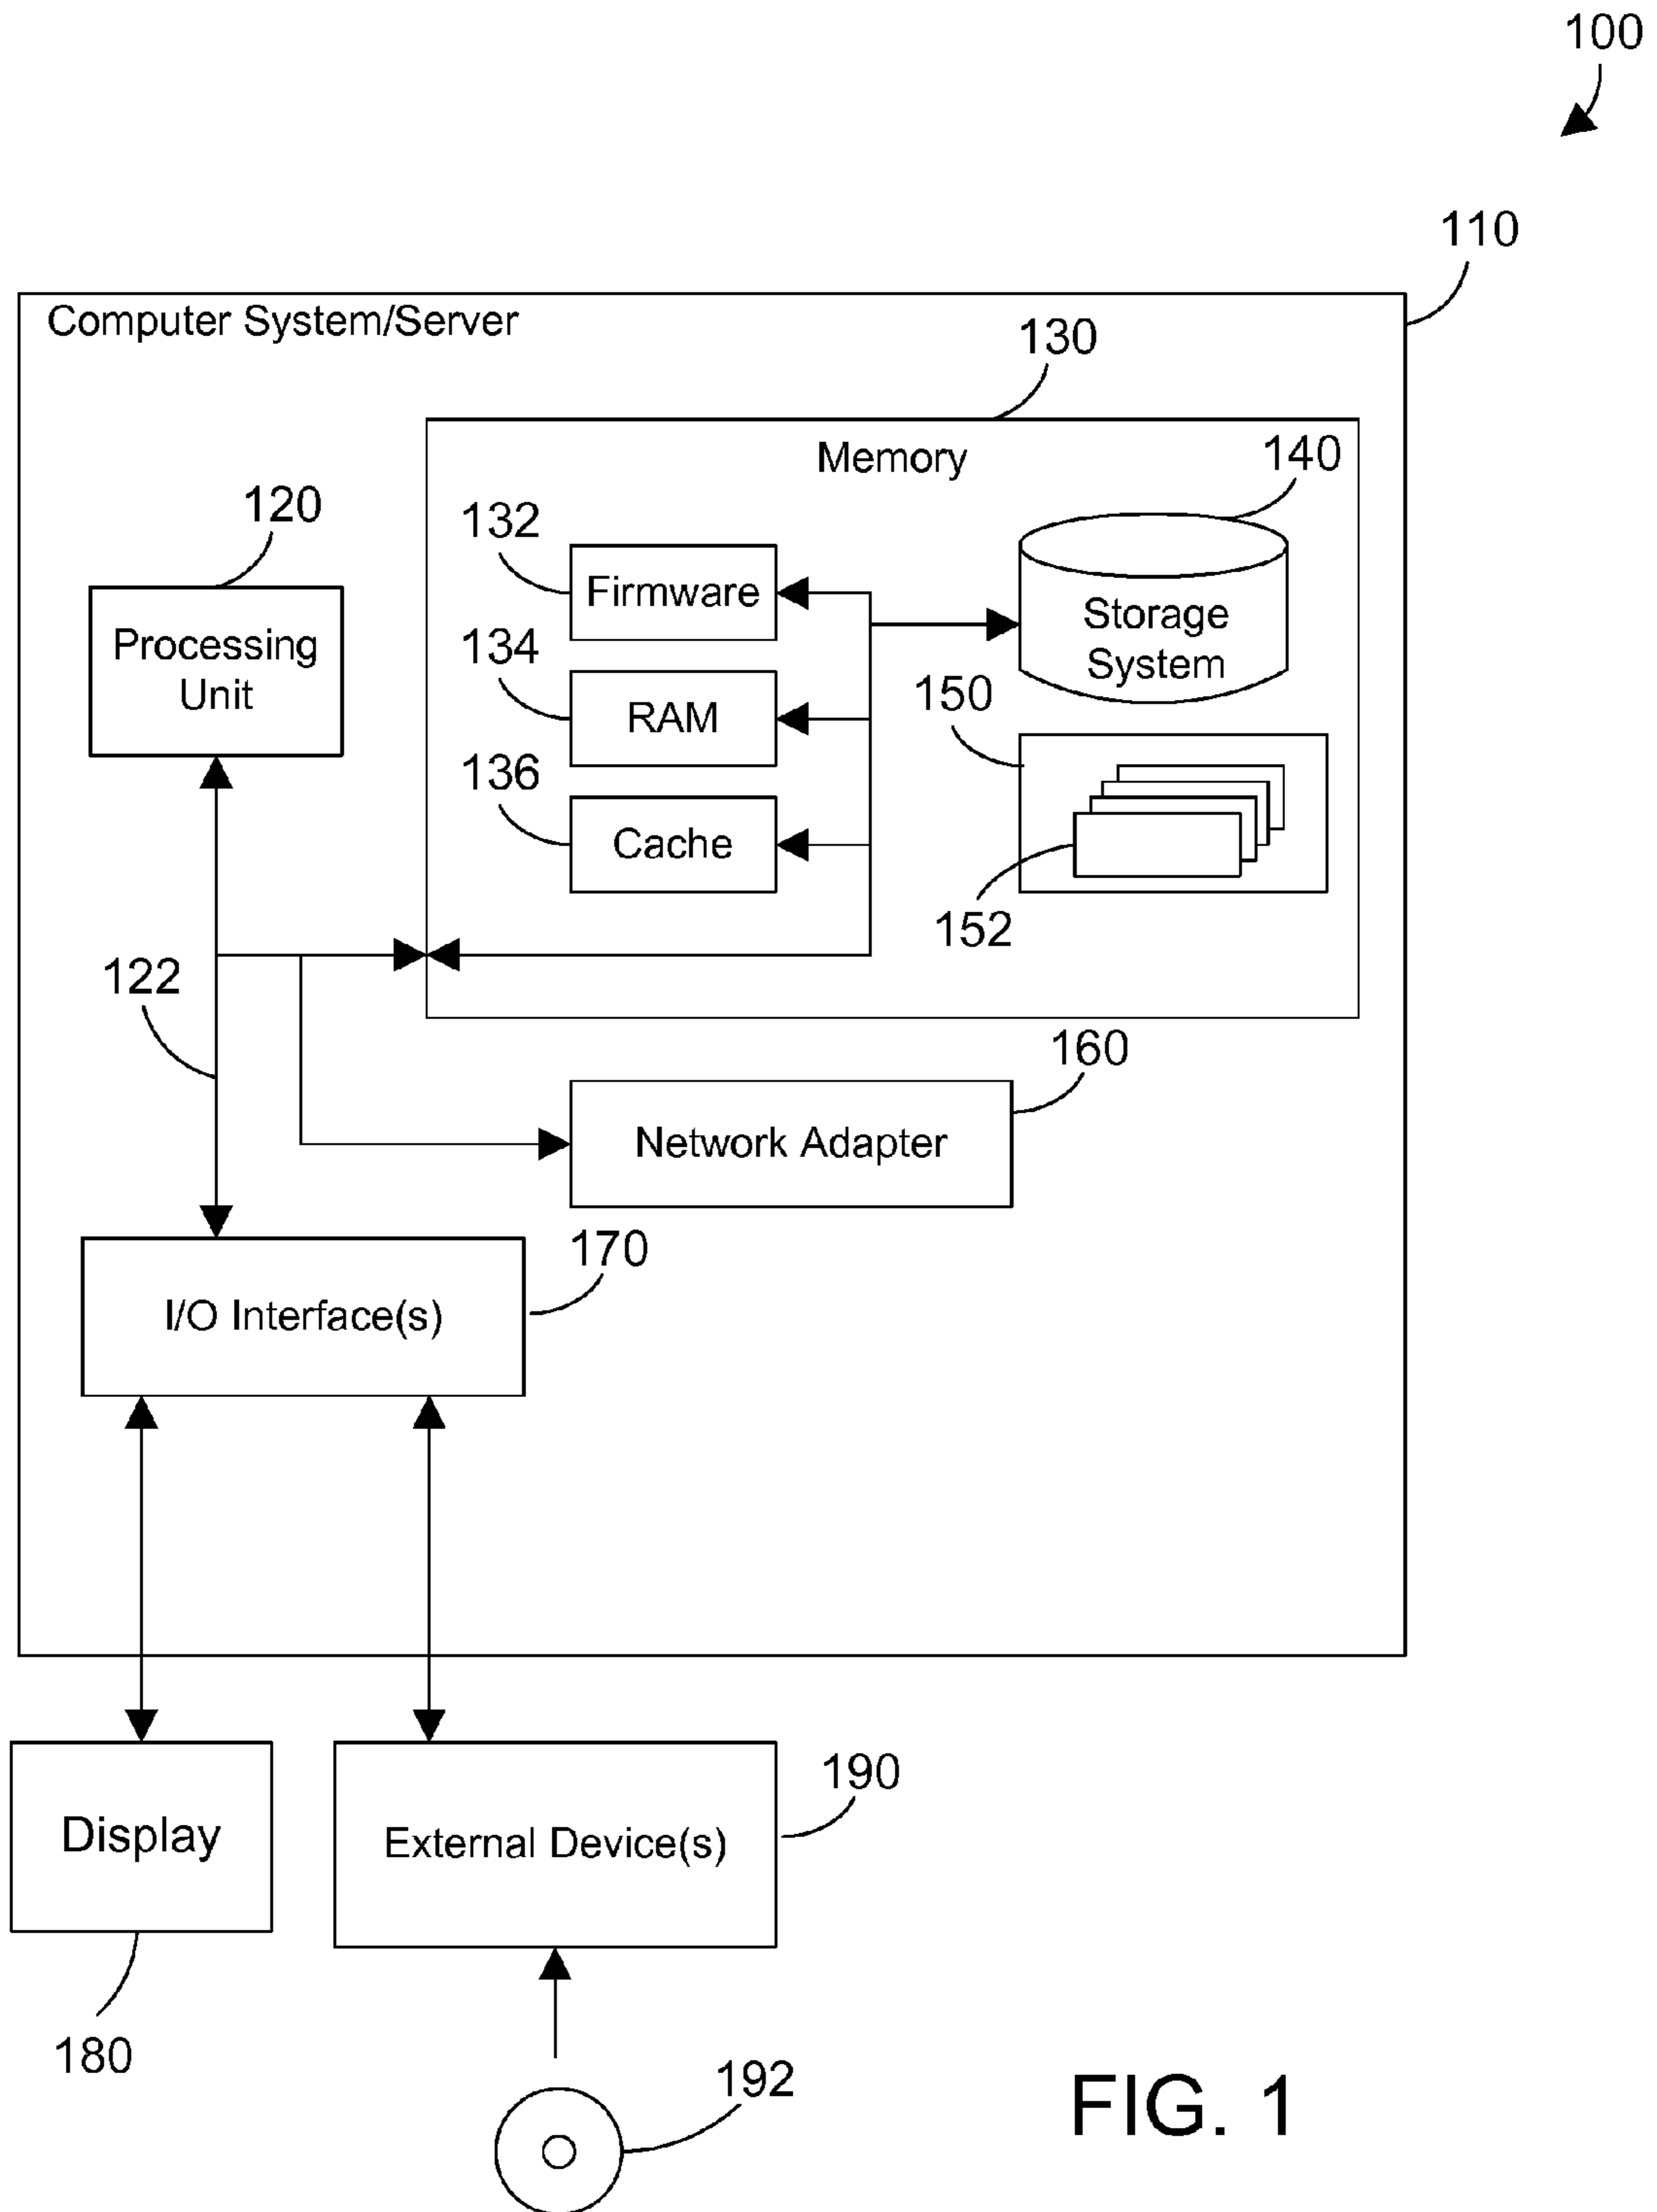 100
110
Computer System/Server
130
Memory
140
120
132
Firmware
Processing
Unit
134
Storage
System
RAM
150
136
Cache
152
122
160
Network Adapter
170
I/O Interface(s)
190
Display
External Device(s)
180
192
FIG. 1